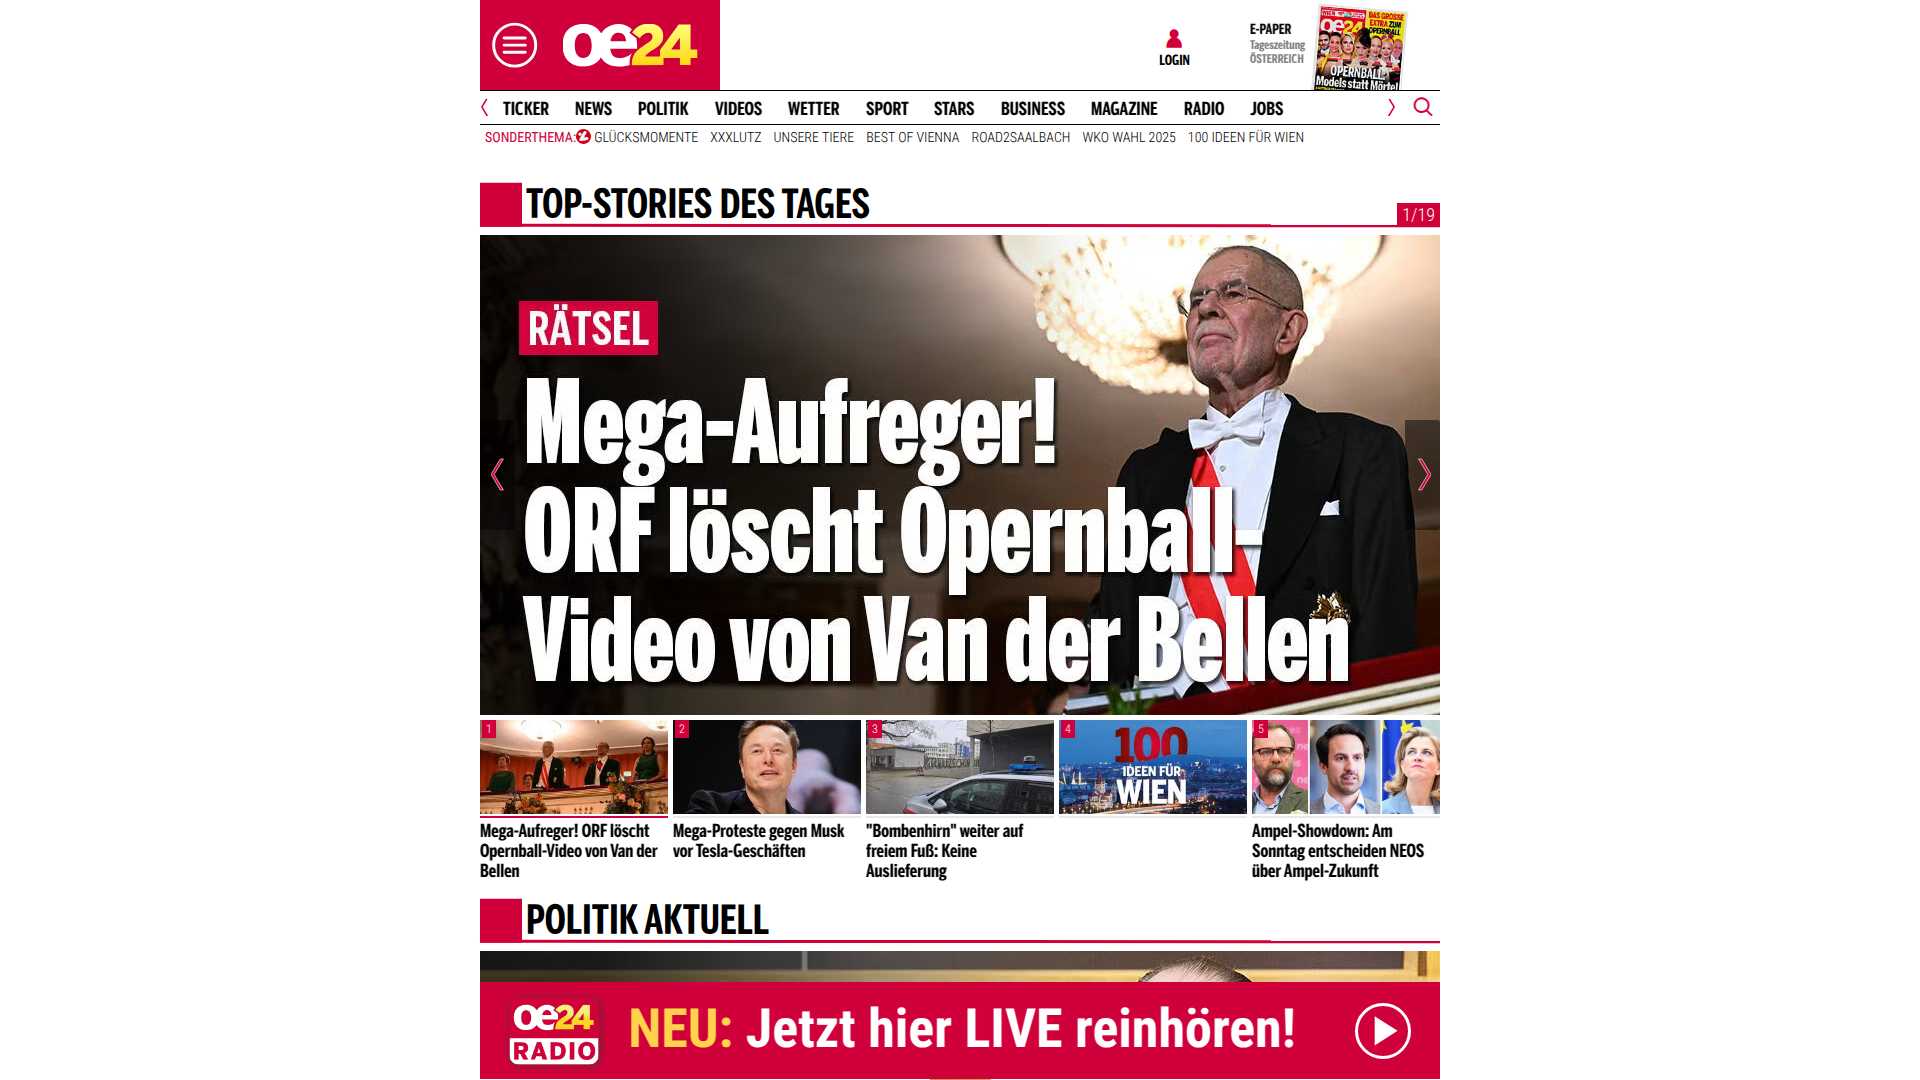 oe24
LOGIN
E-PAPER
Tageszeitung
ÖSTERREICH
DAS GROSSE
EXTRA ZUM
OPERNBALL
oe24
OPERNBALL:
Models statt Mörtel
TICKER NEWS POLITIK VIDEOS WETTER SPORT STARS BUSINESS MAGAZINE RADIO JOBS
SONDERTHEMA: GLÜCKSMOMENTE XXXLUTZ UNSERE TIERE BEST OF VIENNA ROAD2SAALBACH WKO WAHL 2025 100 IDEEN FÜR WIEN
TOP-STORIES DES TAGES
1/19
RÄTSEL
Mega-Aufreger!
ORF löscht Opernball-
Video von Van der Bellen
1
2
3
4
5
100
IDEEN FÜR
WIEN
Mega-Aufreger! ORF löscht
Opernball-Video von Van der
Bellen
Mega-Proteste gegen Musk
vor Tesla-Geschäften
"Bombenhirn" weiter auf
freiem Fuß: Keine
Auslieferung
Ampel-Showdown: Am
Sonntag entscheiden NEOS
über Ampel-Zukunft
POLITIK AKTUELL
oe24
RADIO
NEU: Jetzt hier LIVE reinhören!